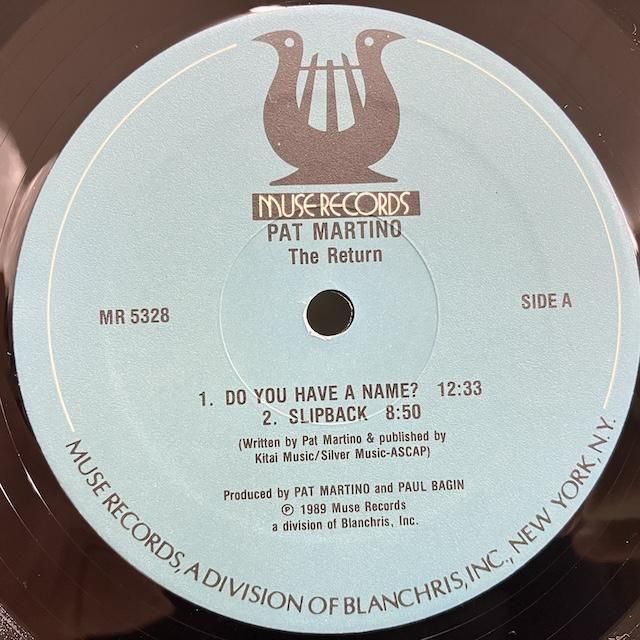 MUSE RECORDS
PAT MARTINO
The Return
MR 5328
SIDE A
1. DO YOU HAVE A NAME? 12:33
2. SLIPBACK 8:50
(Written by Pat Martino & published by
Kitai Music/Silver Music-ASCAP)
Produced by PAT MARTINO and PAUL BAGIN
℗ 1989 Muse Records
a division of Blanchris, Inc.
MUSE RECORDS, A DIVISION OF BLANCHRIS, INC., NEW YORK, N.Y.